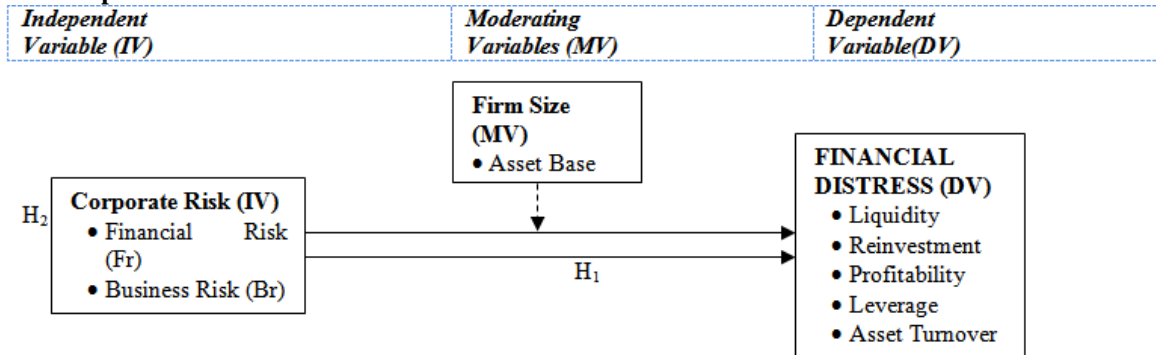 Independent
Variable (IV)
Moderating
Variables (MV)
Dependent
Variable(DV)
Firm Size
(MV)
• Asset Base
H2
Corporate Risk (IV)
• Financial Risk
(Fr)
• Business Risk (Br)
H1
FINANCIAL
DISTRESS (DV)
• Liquidity
• Reinvestment
• Profitability
• Leverage
• Asset Turnover